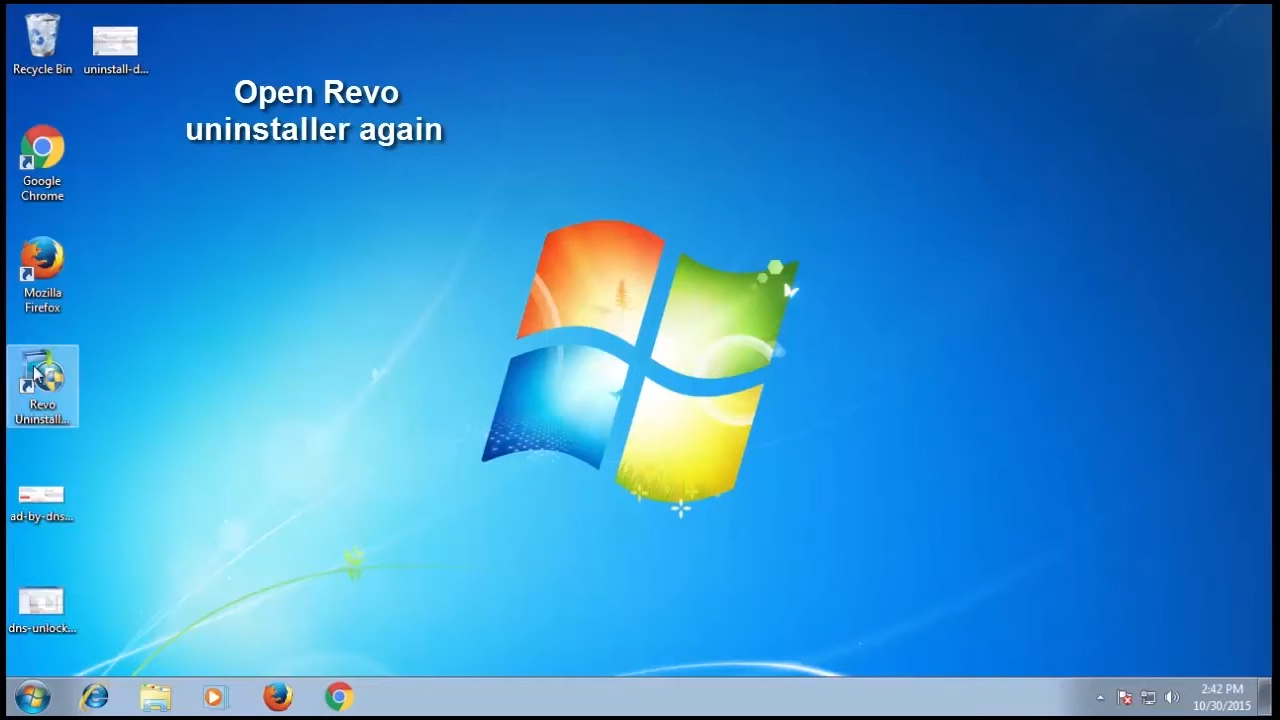 Recycle Bin
uninstall-d...
Open Revo
uninstaller again
Google
Chrome
Mozilla
Firefox
Revo
Uninstall...
ad-by-dns...
dns-unlock...
2:42 PM
10/30/2015